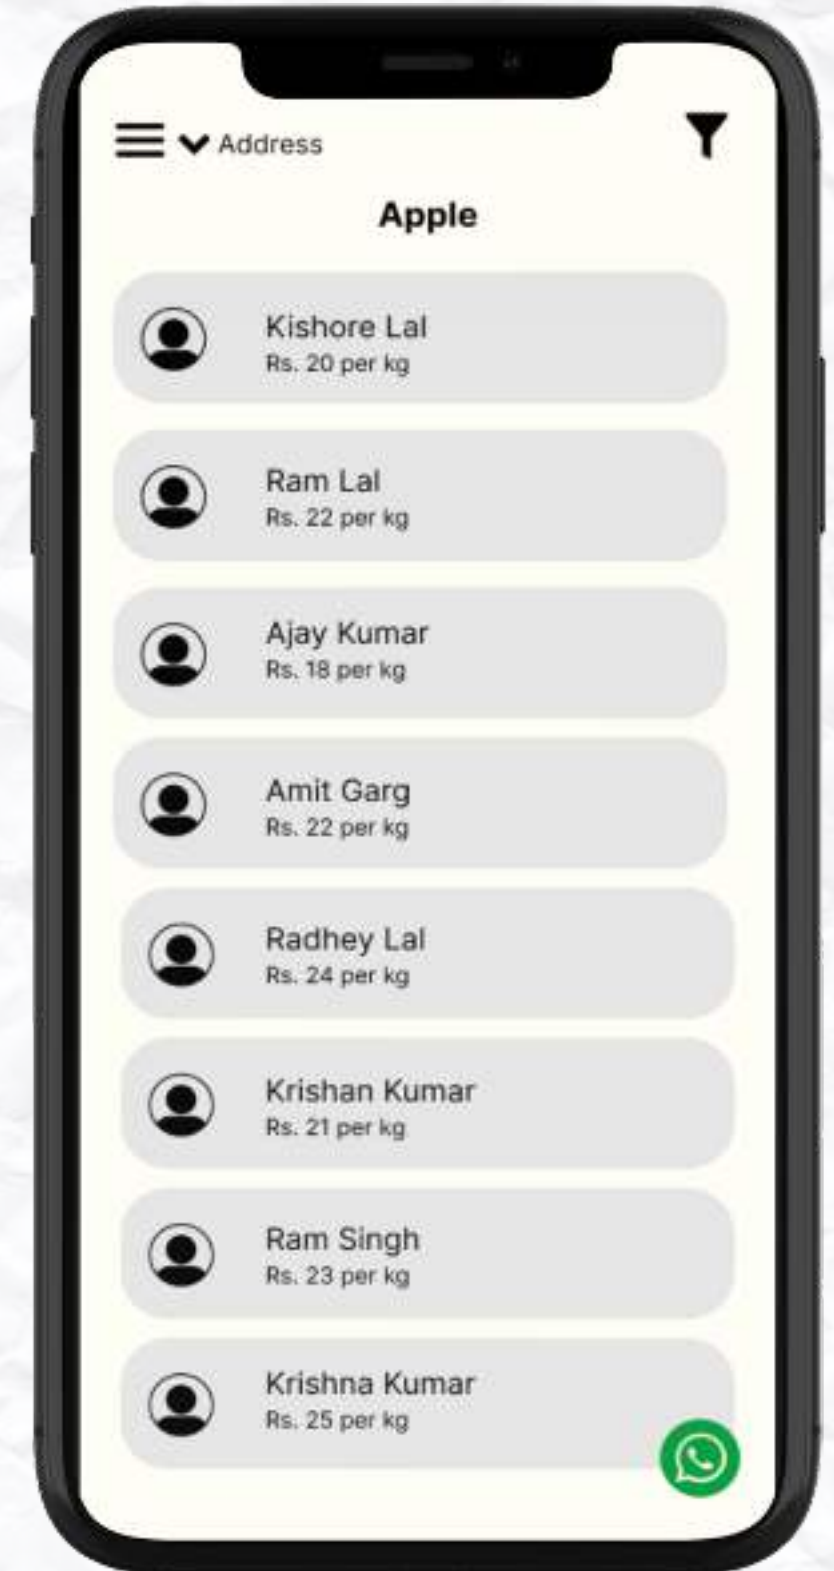 Address
Apple
Kishore Lal
Rs. 20 per kg
Ram Lal
Rs. 22 per kg
Ajay Kumar
Rs. 18 per kg
Amit Garg
Rs. 22 per kg
Radhey Lal
Rs. 24 per kg
Krishan Kumar
Rs. 21 per kg
Ram Singh
Rs. 23 per kg
Krishna Kumar
Rs. 25 per kg